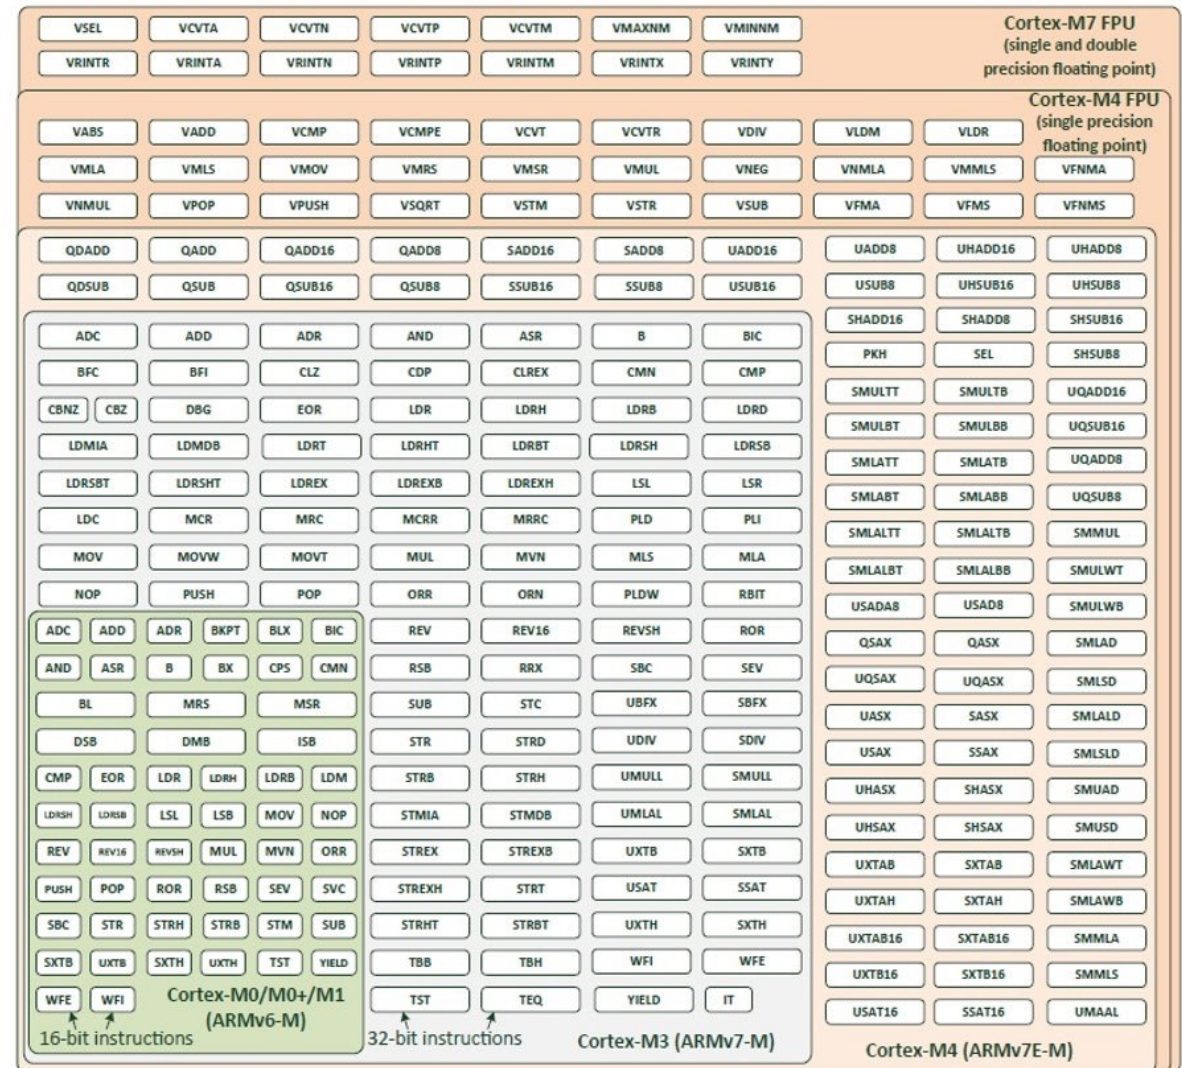 VSEL VCVTA VCVTN VCVTP VCVTM VMAXNM VMINNM
Cortex-M7 FPU
(single and double
precision floating point)
VRINTR VRINTA VRINTN VRINTP VRINTM VRINTX VRINTY
Cortex-M4 FPU
(single precision
floating point)
VABS VADD VCMP VCMPE VCVT VCVTR VDIV VLDM VLDR
VMLA VMLS VMOV VMRS VMSR VMUL VNEG VNMLA VMMLS VFNMA
VNMUL VPOP VPUSH VSQRT VSTM VSTR VSUB VFMA VFMS VFNMS
QDADD QADD QADD16 QADD8 SADD16 SADD8 UADD16 UADD8 UHADD16 UHADD8
QDSUB QSUB QSUB16 QSUB8 SSUB16 SSUB8 USUB16 USUB8 UHSUB16 UHSUB8
SHADD16 SHADD8 SHSUB16
ADC ADD ADR AND ASR B BIC PKH SEL SHSUB8
BFC BFI CLZ CDP CLREX CMN CMP SMULTT SMULTB UQADD16
CBNZ CBZ DBG EOR LDR LDRH LDRB LDRD SMULBT SMULBB UQSUB16
LDMIA LDMDB LDRT LDRHT LDRBT LDRSH LDRSB SMLATT SMLATB UQADD8
LDRSBT LDRSHT LDREX LDREXB LDREXH LSL LSR SMLABT SMLABB UQSUB8
LDC MCR MRC MCRR MRRC PLD PLI SMLALTT SMLALTB SMMUL
MOV MOVW MOVT MUL MVN MLS MLA SMLALBT SMLALBB SMULWT
NOP PUSH POP ORR ORN PLDW RBIT USADA8 USAD8 SMULWB
ADC ADD ADR BKPT BLX BIC REV REV16 REVSH ROR QSAX QASX SMLAD
AND ASR B BX CPS CMN RSB RRX SBC SEV UQSAX UQASX SMLSD
BL MRS MSR SUB STC UBFX SBFX UASX SASX SMLALD
DSB DMB ISB STR STRD UDIV SDIV USAX SSAX SMLSLD
CMP EOR LDR LDRH LDRB LDM STRB STRH UMULL SMULL UHASX SHASX SMUAD
LDRSH LDRSB LSL LSB MOV NOP STMIA STMDB UMLAL SMLAL UHSAX SHSAX SMUSD
REV REV16 REVSH MUL MVN ORR STREX STREXB UXTB SXTB UXTAB SXTAB SMLAWT
PUSH POP ROR RSB SEV SVC STREXH STRT USAT SSAT UXTAH SXTAH SMLAWB
SBC STR STRH STRB STM SUB STRHT STRBT UXTH SXTH UXTAB16 SXTAB16 SMMLA
SXTB UXTB SXTH UXTH TST YIELD TBB TBH WFI WFE UXTB16 SXTB16 SMMLS
WFE WFI Cortex-M0/M0+/M1 TST TEQ YIELD IT USAT16 SSAT16 UMAAL
(ARMv6-M)
16-bit instructions 32-bit instructions Cortex-M3 (ARMv7-M) Cortex-M4 (ARMv7E-M)